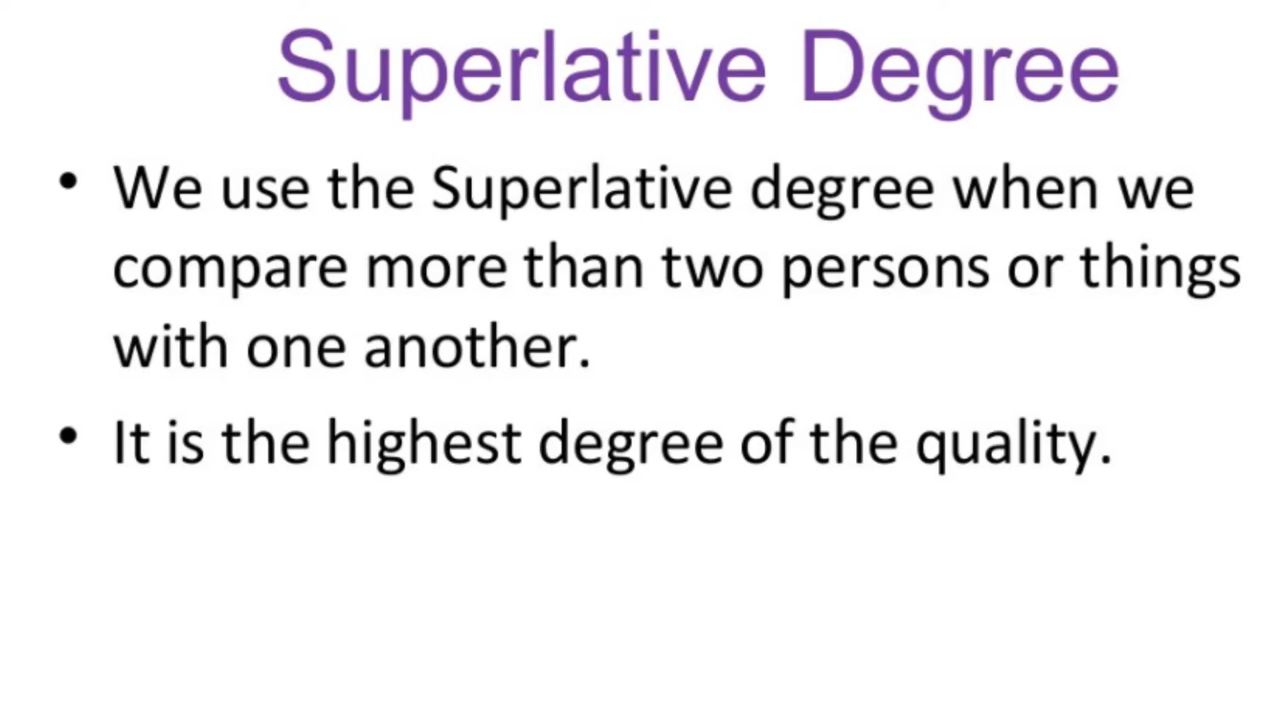 Superlative Degree
• We use the Superlative degree when we
compare more than two persons or things
with one another.
• It is the highest degree of the quality.